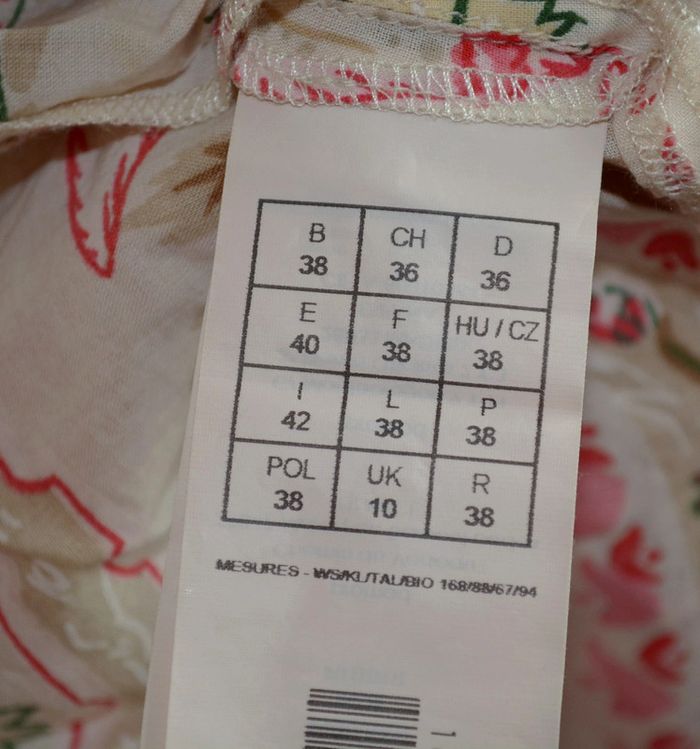 B CH D
38 36 36
E F HU / CZ
40 38 38
I L P
42 38 38
POL UK R
38 10 38
MESURES - WS/KL/TAL/BIO 168/88/67/94